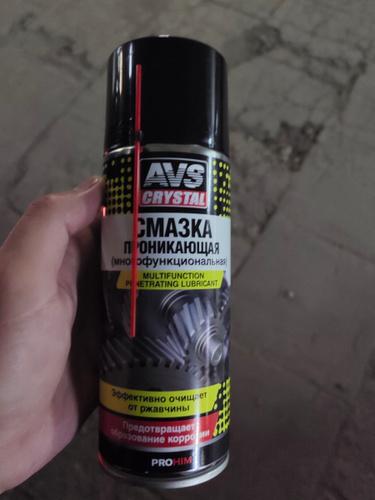 AVS
CRYSTAL
СМАЗКА
ПРОНИКАЮЩАЯ
(многофункциональная)
MULTIFUNCTION
PENETRATING LUBRICANT
Эффективно очищает
от ржавчины
Предотвращает
образование коррозии
PROHIM